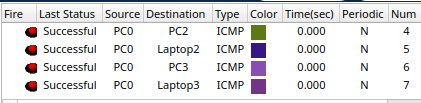 Fire Last Status Source Destination Type Color Time(sec) Periodic Num
Successful PC0 PC2 ICMP 0.000 N 4
Successful PC0 Laptop2 ICMP 0.000 N 5
Successful PC0 PC3 ICMP 0.000 N 6
Successful PC0 Laptop3 ICMP 0.000 N 7